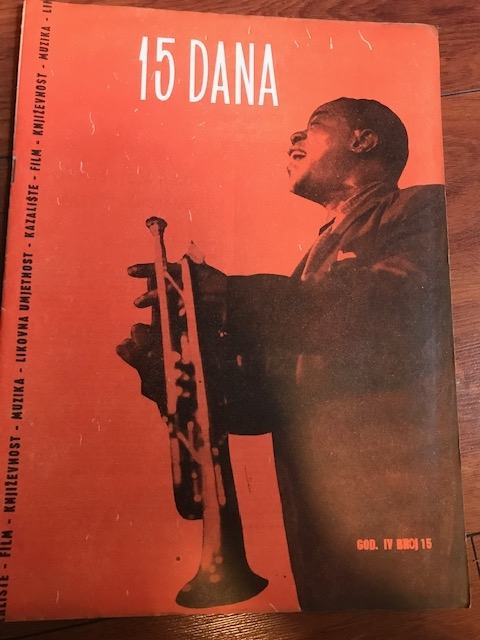 15 DANA
KAZALIŠTE - FILM - KNJIŽEVNOST - MUZIKA - LIKOVNA UMJETNOST - KAZALIŠTE - FILM - KNJIŽEVNOST - MUZIKA -
GOD. IV BROJ 15